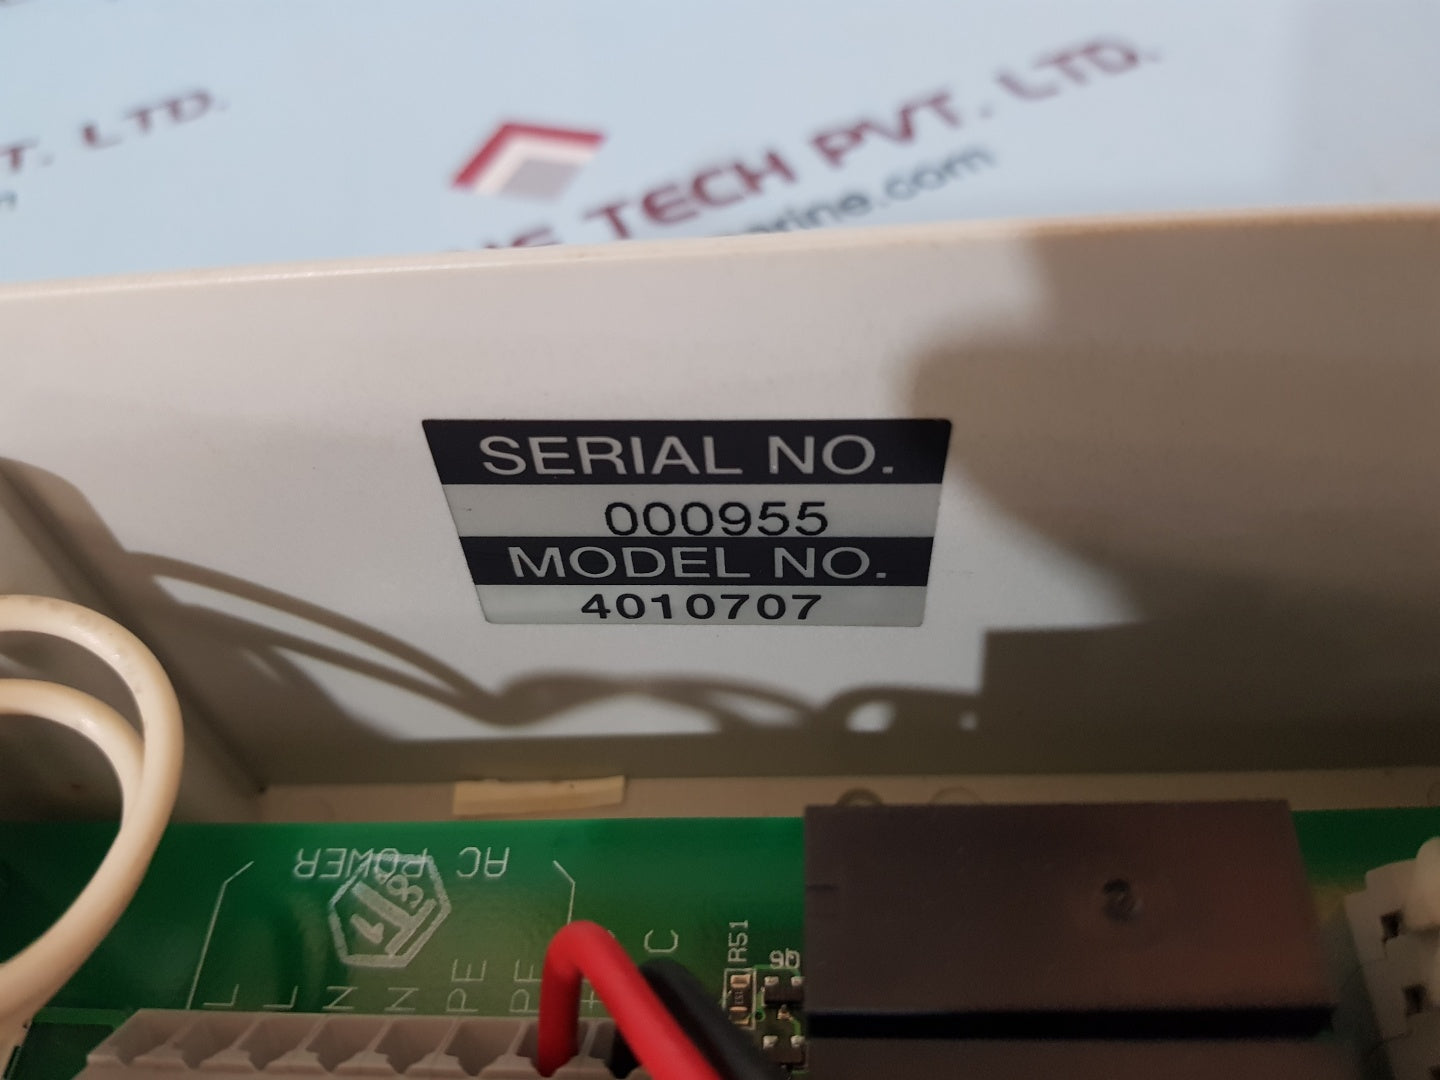 T. LTD.
TECH PVT. LTD.
rine.com
SERIAL NO.
000955
MODEL NO.
4010707
AC POWER
L
L
N
N
PE
PE
+
C
R51